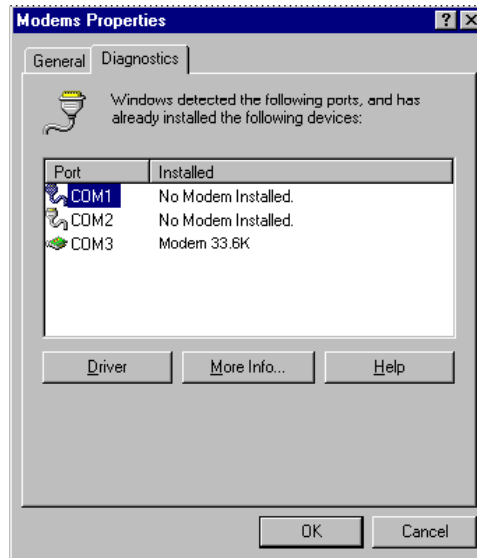 Modems Properties
General Diagnostics
Windows detected the following ports, and has
already installed the following devices:
Port Installed
COM1 No Modem Installed.
COM2 No Modem Installed.
COM3 Modem 33.6K
Driver More Info... Help
OK Cancel